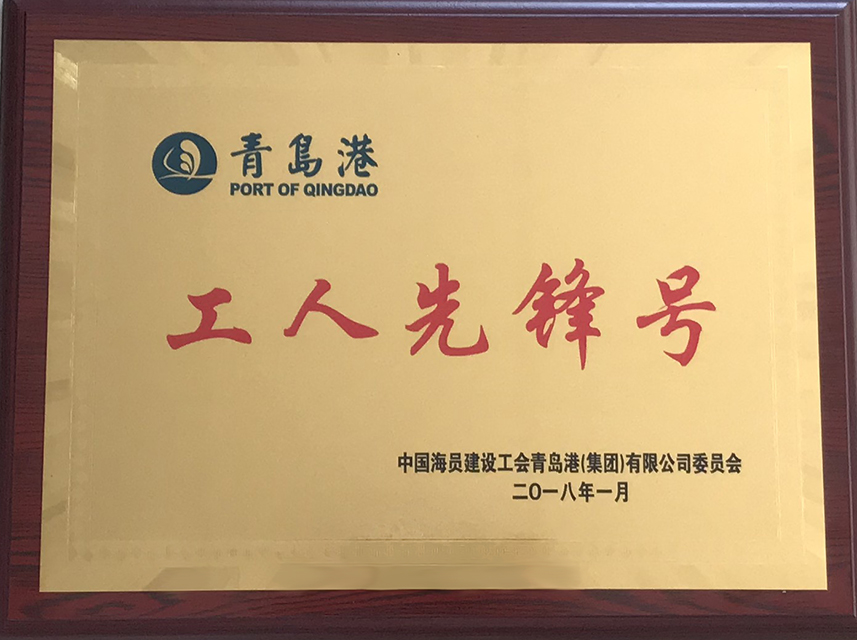 青島港
PORT OF QINGDAO
工人先锋号
中国海员建设工会青岛港(集团)有限公司委员会
二〇一八年一月